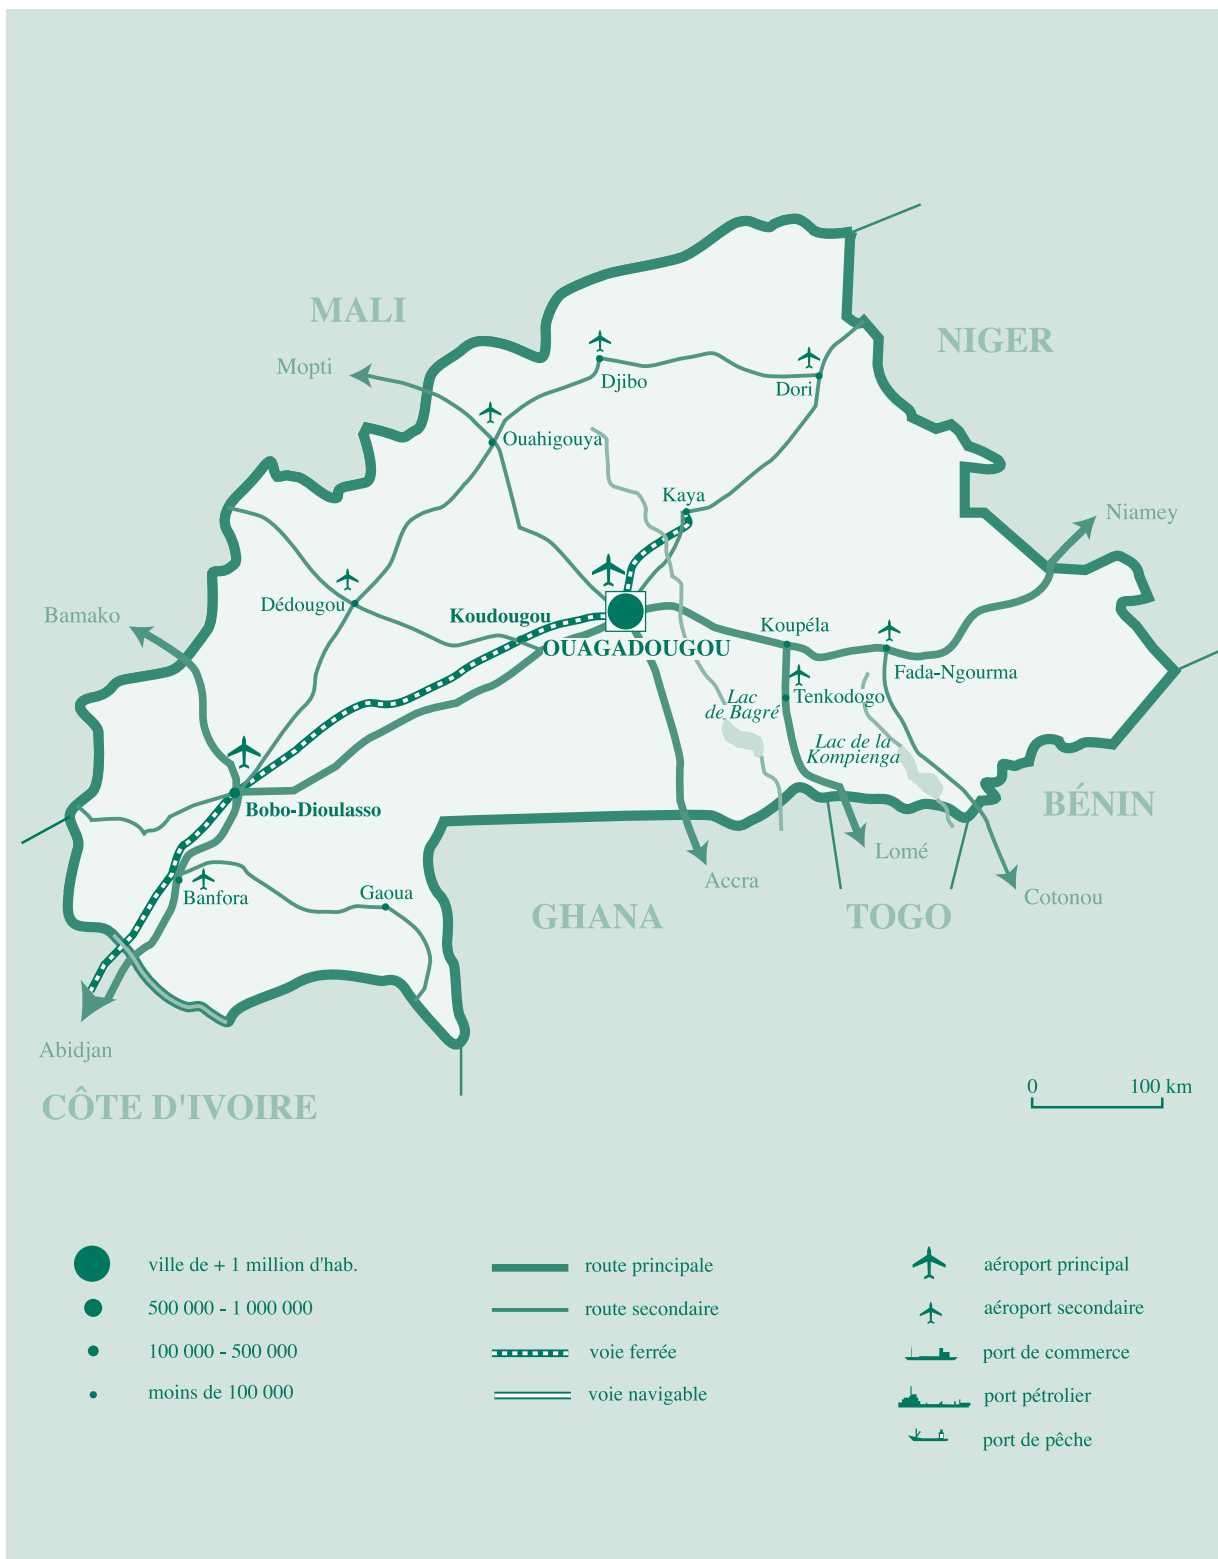 MALI
NIGER
Mopti
Djibo
Dori
Ouahigouya
Kaya
Niamey
Bamako
Dédougou
Koudougou
Koupéla
OUAGADOUGOU
Fada-Ngourma
Lac
de Bagré
Tenkodogo
Lac de la
Kompienga
BÉNIN
Bobo-Dioulasso
Lomé
Accra
Banfora
Gaoua
Cotonou
GHANA
TOGO
Abidjan
CÔTE D'IVOIRE
0
100 km
ville de + 1 million d'hab.
500 000 - 1 000 000
100 000 - 500 000
moins de 100 000
route principale
route secondaire
voie ferrée
voie navigable
aéroport principal
aéroport secondaire
port de commerce
port pétrolier
port de pêche